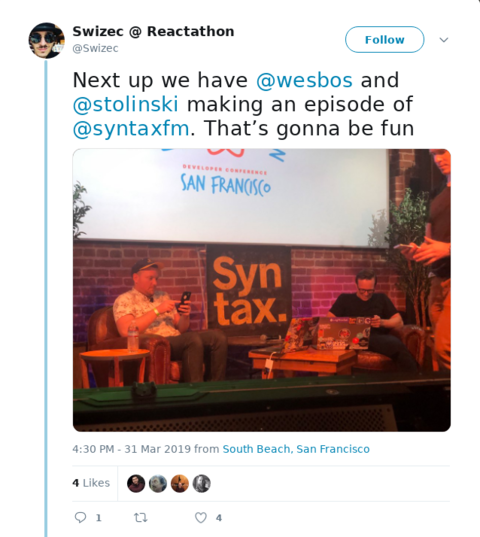 Swizec @ Reactathon
@Swizec
Follow
Next up we have @wesbos and
@stolinski making an episode of
@syntaxfm. That’s gonna be fun
DEVELOPER CONFERENCE
SAN FRANCISCO
Syn
tax.
4:30 PM - 31 Mar 2019 from South Beach, San Francisco
4 Likes
1
4